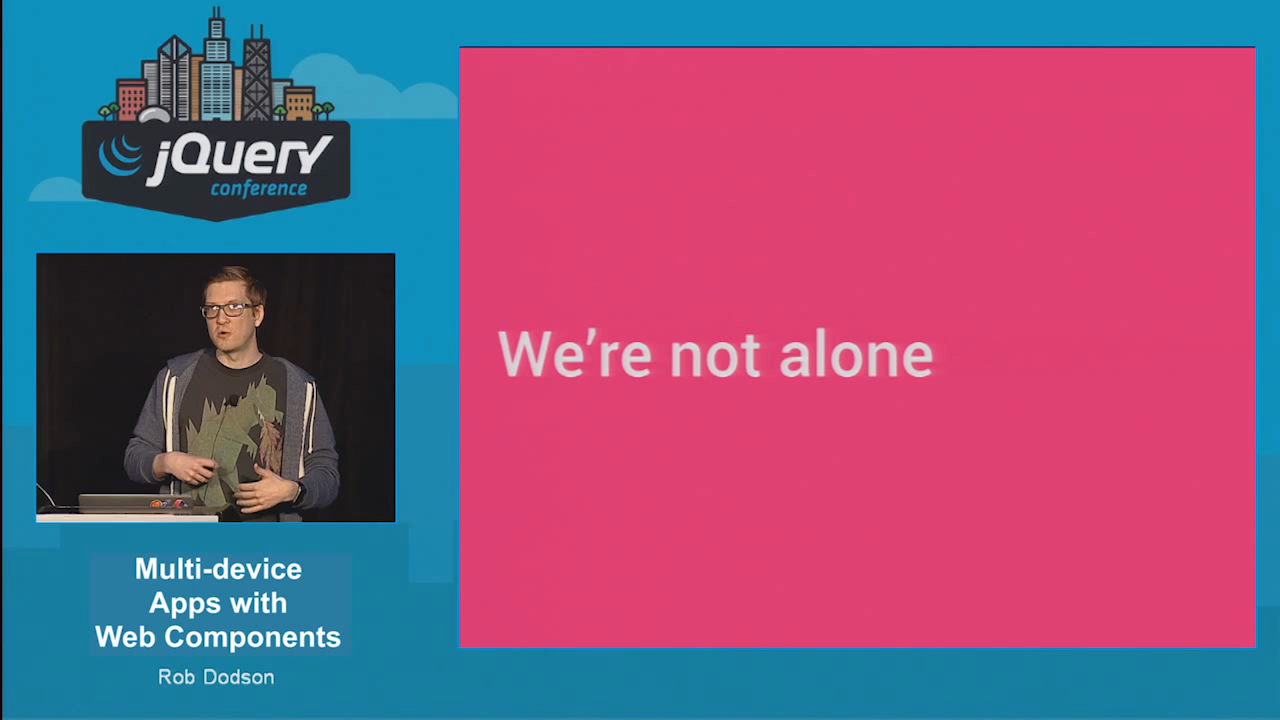 jQuery
conference
We're not alone
Multi-device
Apps with
Web Components
Rob Dodson